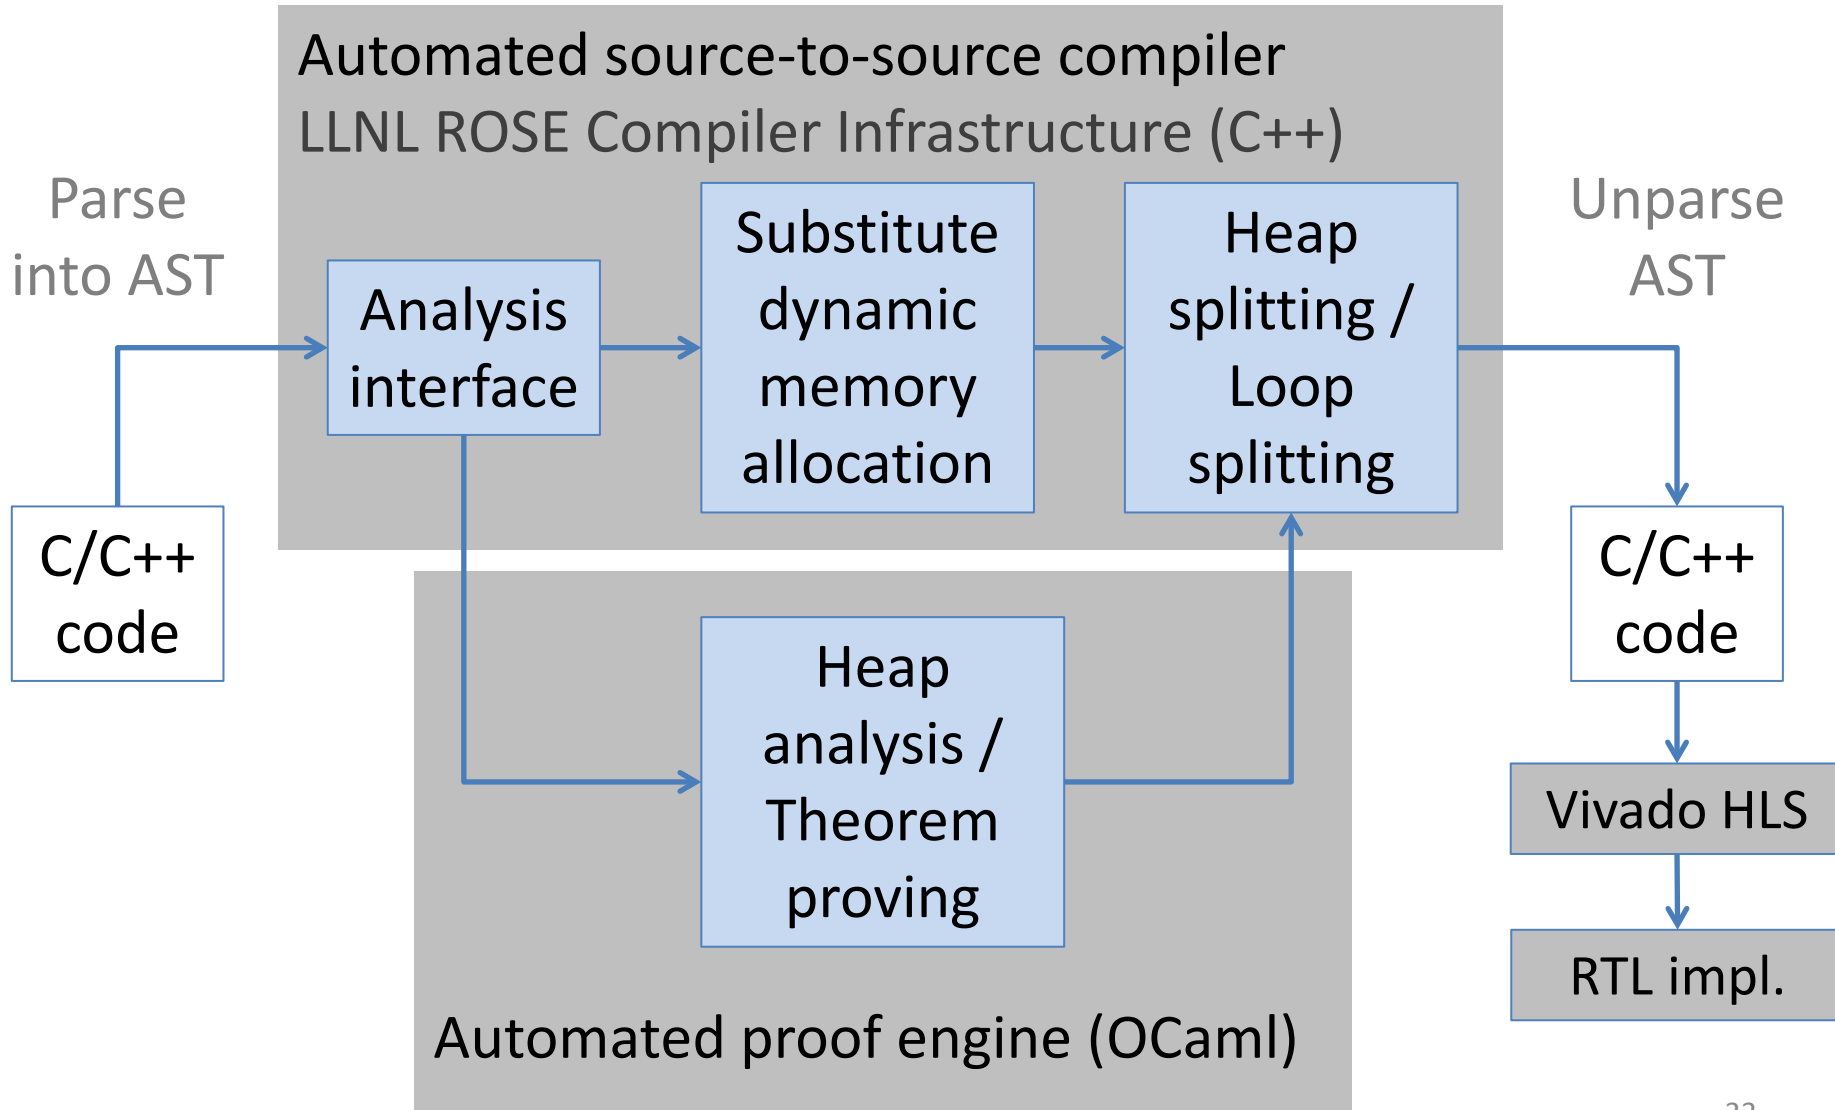 Automated source-to-source compiler
LLNL ROSE Compiler Infrastructure (C++)
Parse
into AST
Unparse
AST
Analysis
interface
Substitute
dynamic
memory
allocation
Heap
splitting /
Loop
splitting
C/C++
code
C/C++
code
Heap
analysis /
Theorem
proving
Vivado HLS
RTL impl.
Automated proof engine (OCaml)